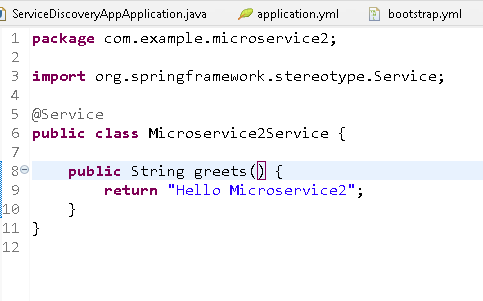 ServiceDiscoveryAppApplication.java application.yml bootstrap.yml
1 package com.example.microservice2;
2
3 import org.springframework.stereotype.Service;
4
5 @Service
6 public class Microservice2Service {
7
8 public String greets() {
9 return "Hello Microservice2";
10 }
11 }
12